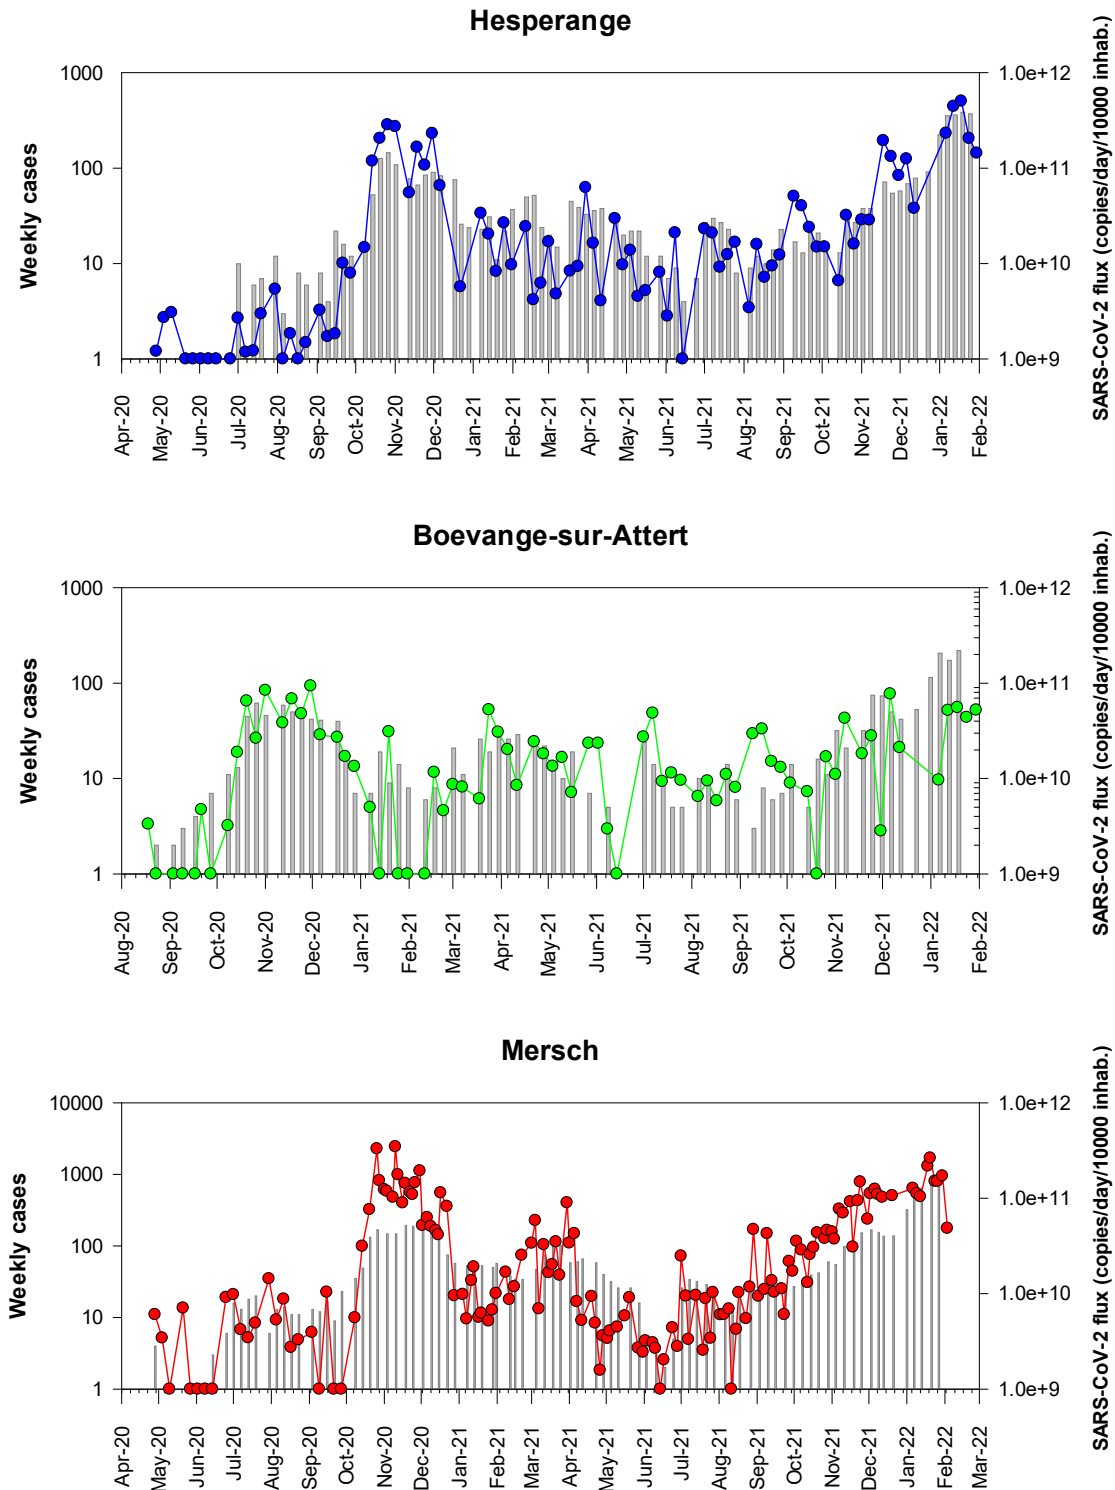 Hesperange
Weekly cases
1000
100
10
1
1.0e+12
1.0e+11
1.0e+10
1.0e+9
SARS-CoV-2 flux (copies/day/10000 inhab.)
Apr-20
May-20
Jun-20
Jul-20
Aug-20
Sep-20
Oct-20
Nov-20
Dec-20
Jan-21
Feb-21
Mar-21
Apr-21
May-21
Jun-21
Jul-21
Aug-21
Sep-21
Oct-21
Nov-21
Dec-21
Jan-22
Feb-22
Boevange-sur-Attert
Weekly cases
1000
100
10
1
1.0e+12
1.0e+11
1.0e+10
1.0e+9
SARS-CoV-2 flux (copies/day/10000 inhab.)
Aug-20
Sep-20
Oct-20
Nov-20
Dec-20
Jan-21
Feb-21
Mar-21
Apr-21
May-21
Jun-21
Jul-21
Aug-21
Sep-21
Oct-21
Nov-21
Dec-21
Jan-22
Feb-22
Mersch
Weekly cases
10000
1000
100
10
1
1.0e+12
1.0e+11
1.0e+10
1.0e+9
SARS-CoV-2 flux (copies/day/10000 inhab.)
Apr-20
May-20
Jun-20
Jul-20
Aug-20
Sep-20
Oct-20
Nov-20
Dec-20
Jan-21
Feb-21
Mar-21
Apr-21
May-21
Jun-21
Jul-21
Aug-21
Sep-21
Oct-21
Nov-21
Dec-21
Jan-22
Feb-22
Mar-22